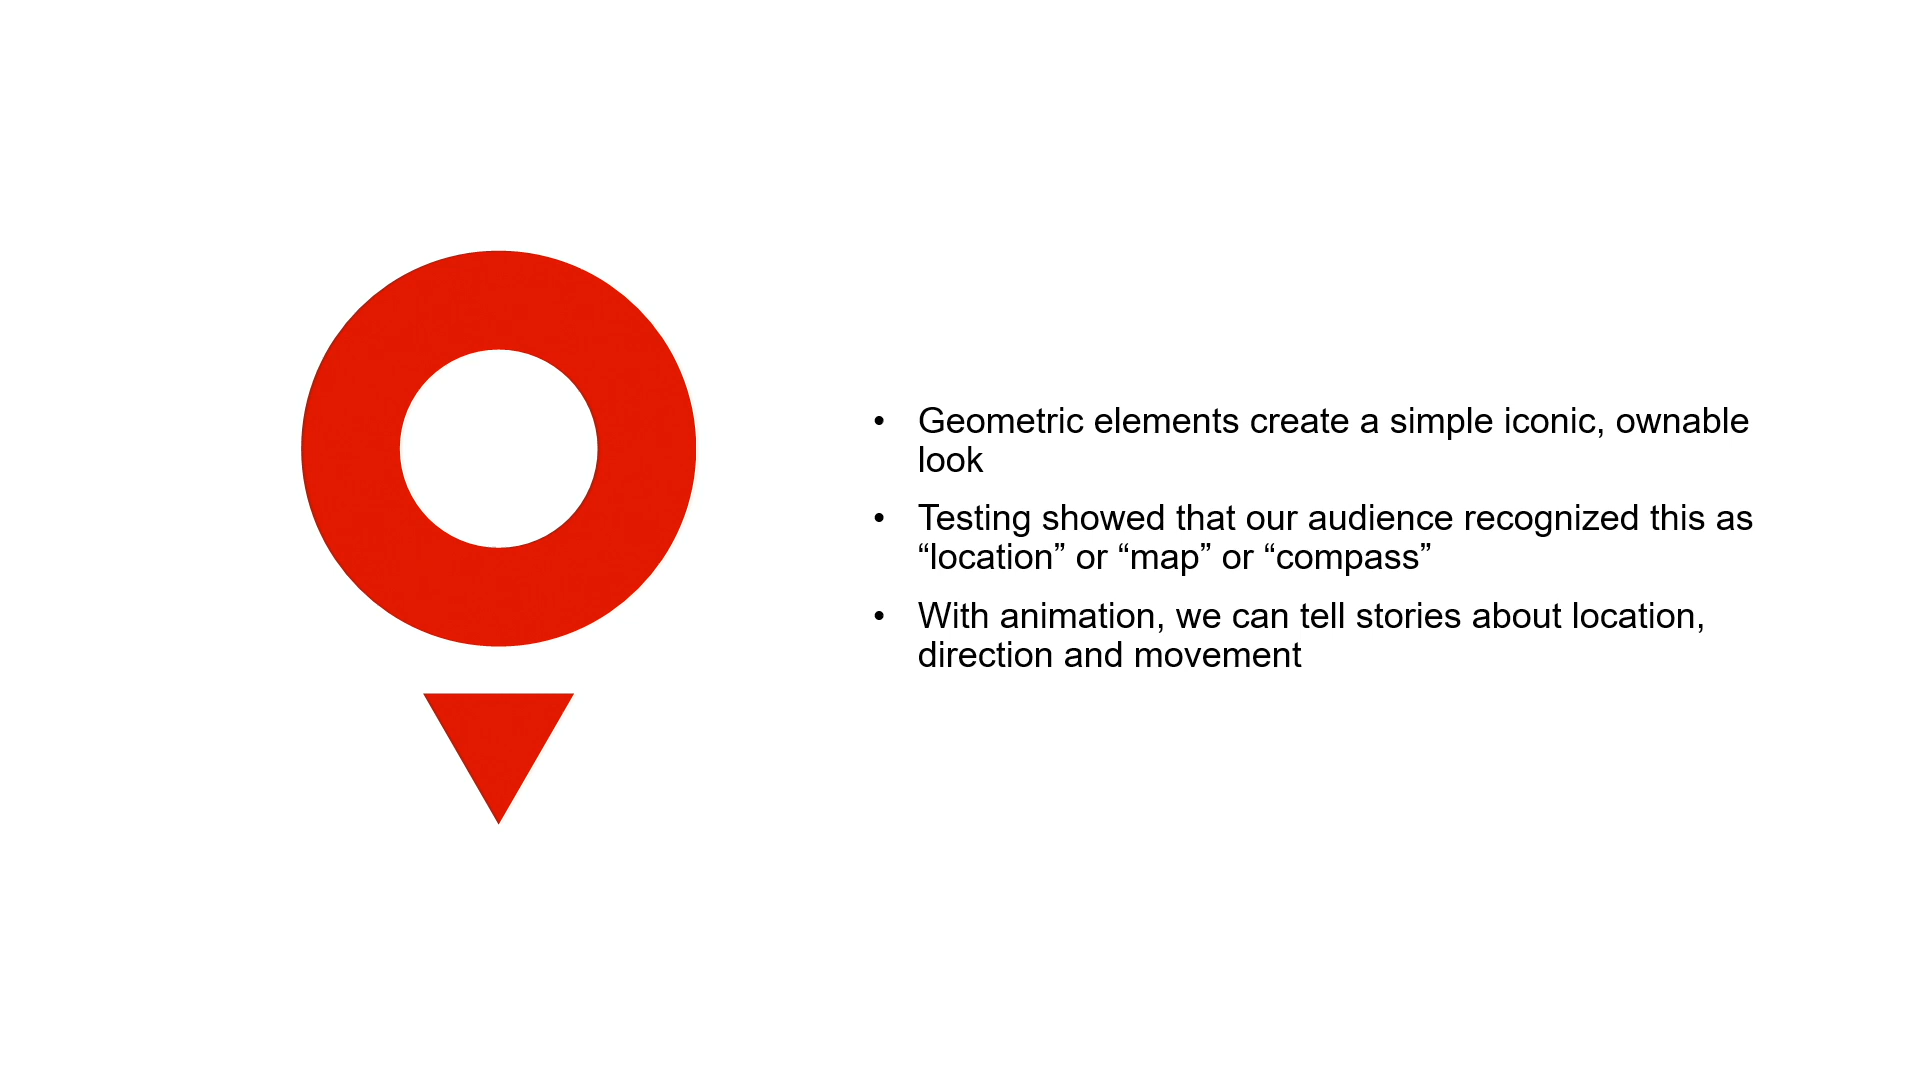 • Geometric elements create a simple iconic, ownable
look
• Testing showed that our audience recognized this as
“location” or “map” or “compass”
• With animation, we can tell stories about location,
direction and movement